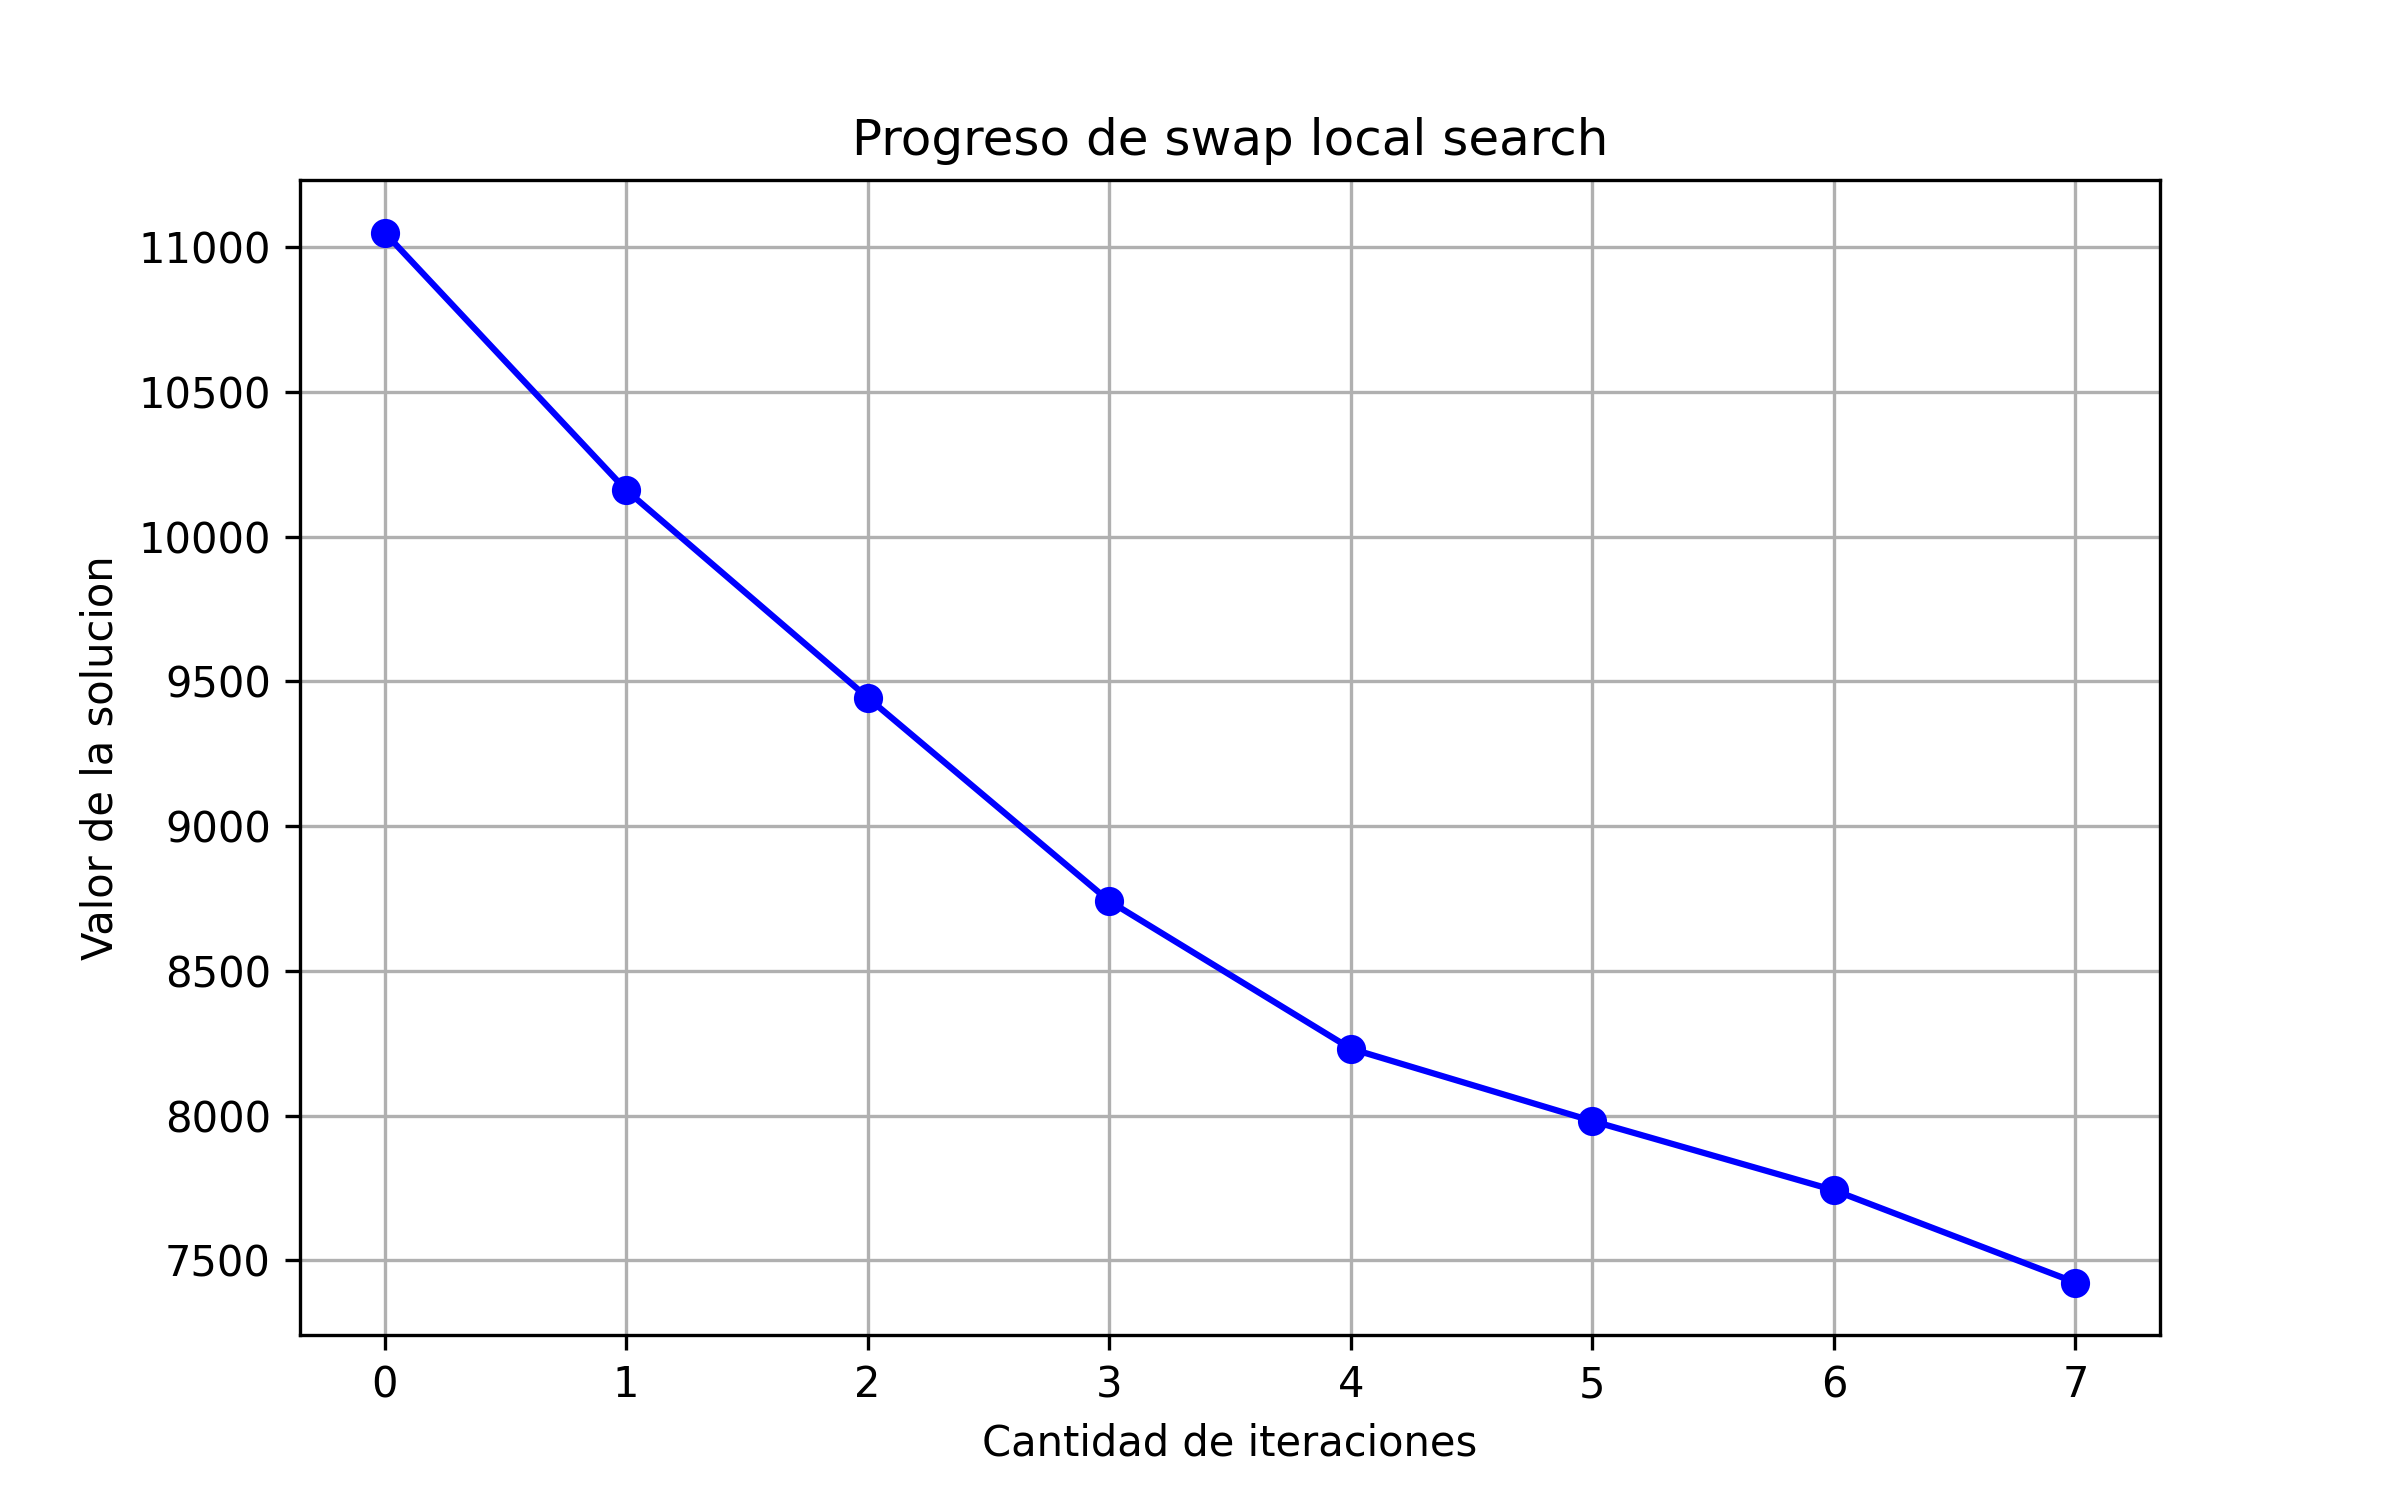 Progreso de swap local search
Valor de la solucion
11000
10500
10000
9500
9000
8500
8000
7500
0 1 2 3 4 5 6 7
Cantidad de iteraciones